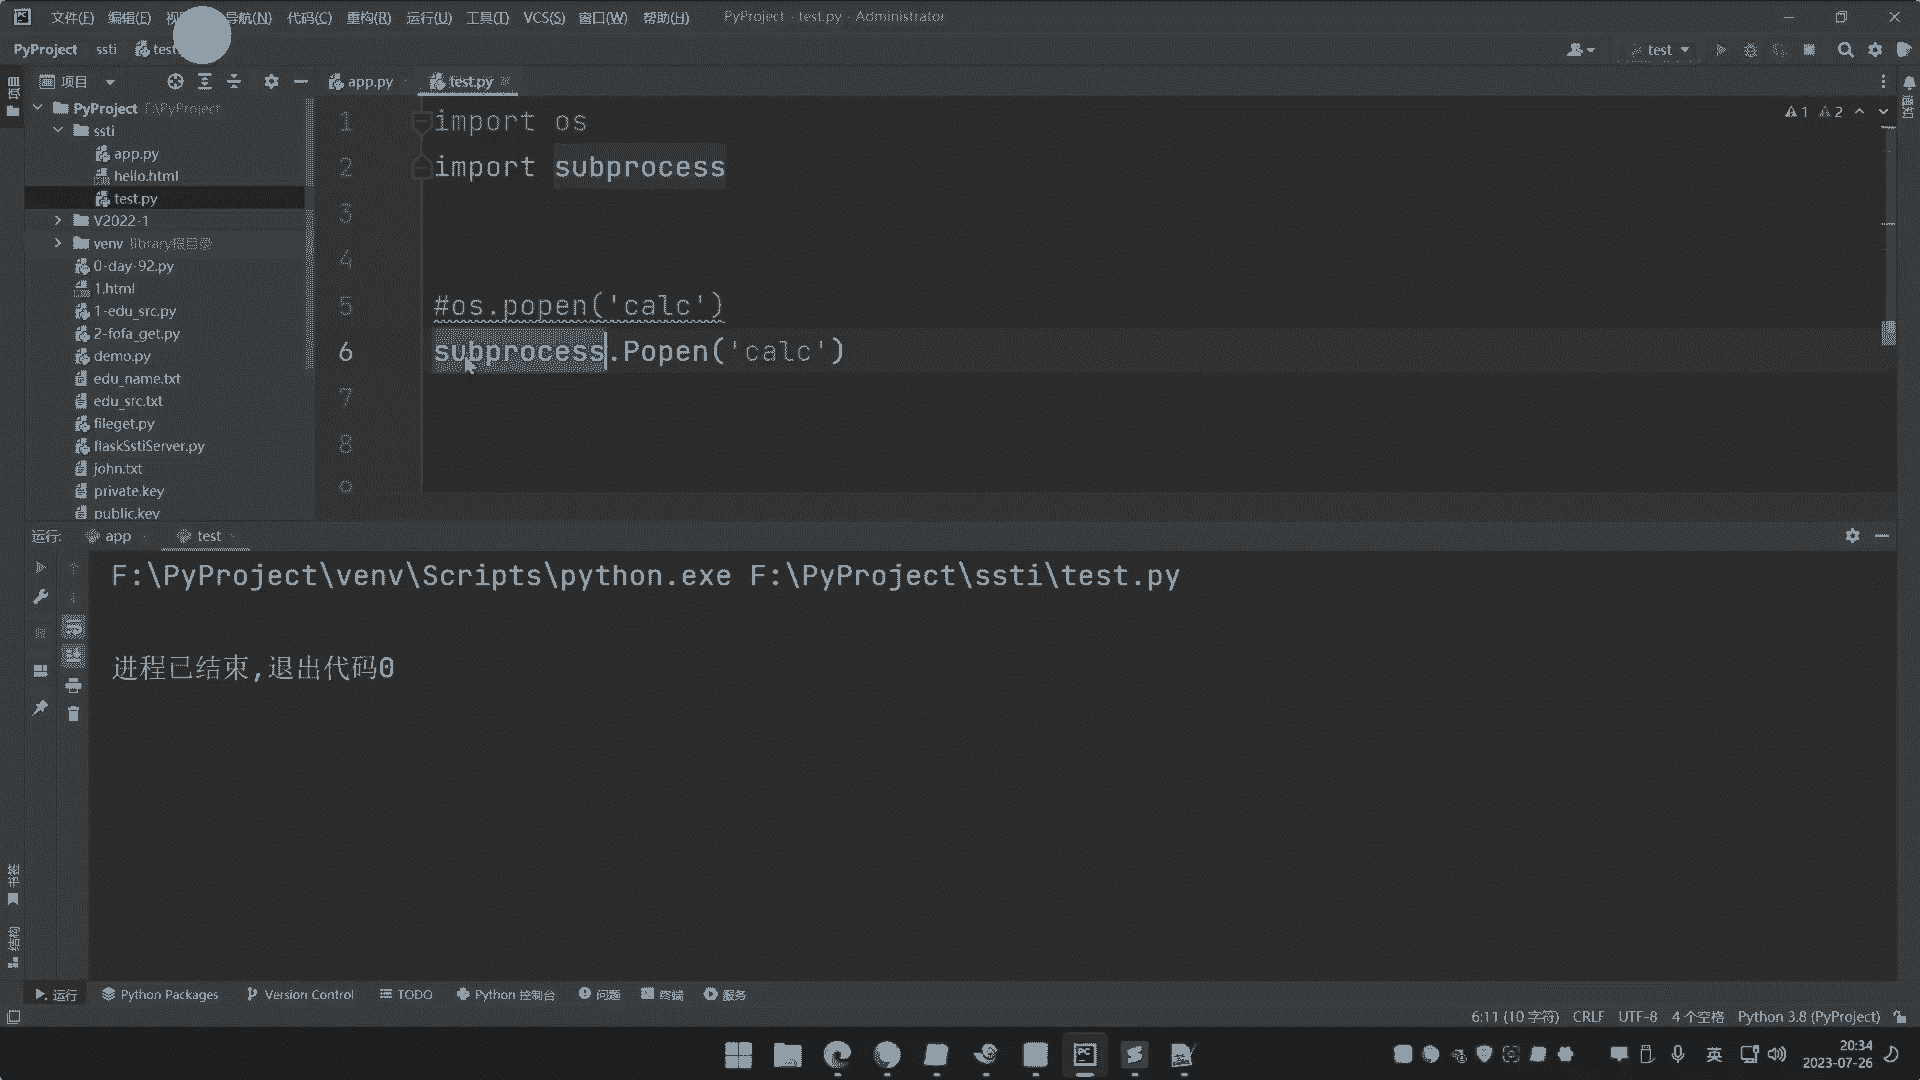 文件(F) 编辑(E) 导航(N) 代码(C) 重构(R) 运行(U) 工具(T) VCS(S) 窗口(W) 帮助(H) PyProject - test.py - Administrator
PyProject ssti test
test
项目
app.py
test.py
PyProject F:\PyProject
ssti
app.py
hello.html
test.py
V2022-1
venv library根目录
0-day-92.py
1.html
1-edu_src.py
2-fofa_get.py
demo.py
edu_name.txt
edu_src.txt
fileget.py
flaskSstiServer.py
john.txt
private.key
public.key
1 import os
2 import subprocess
3
4
5 #os.popen('calc')
6 subprocess.Popen('calc')
7
8
9
1 2
项目
通知
运行: app test
F:\PyProject\venv\Scripts\python.exe F:\PyProject\ssti\test.py
进程已结束,退出代码0
书签
结构
运行 Python Packages Version Control TODO Python 控制台 问题 终端 服务
6:11 (10 字符) CRLF UTF-8 4 个空格 Python 3.8 (PyProject)
英
20:34
2023-07-26